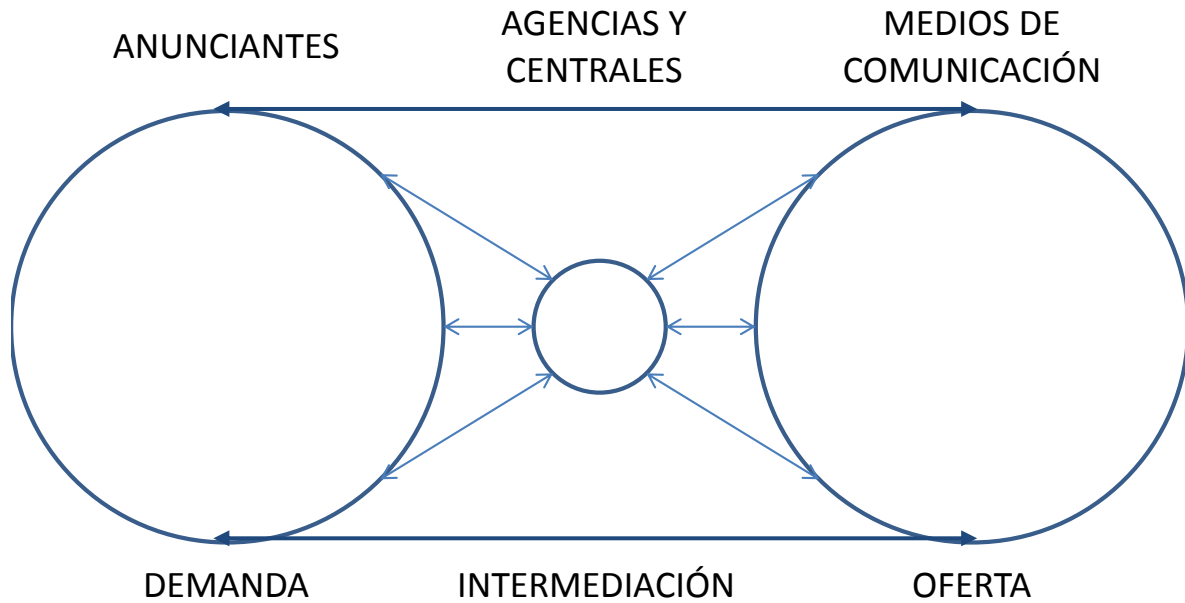 ANUNCIANTES
AGENCIAS Y
CENTRALES
MEDIOS DE
COMUNICACIÓN
DEMANDA
INTERMEDIACIÓN
OFERTA